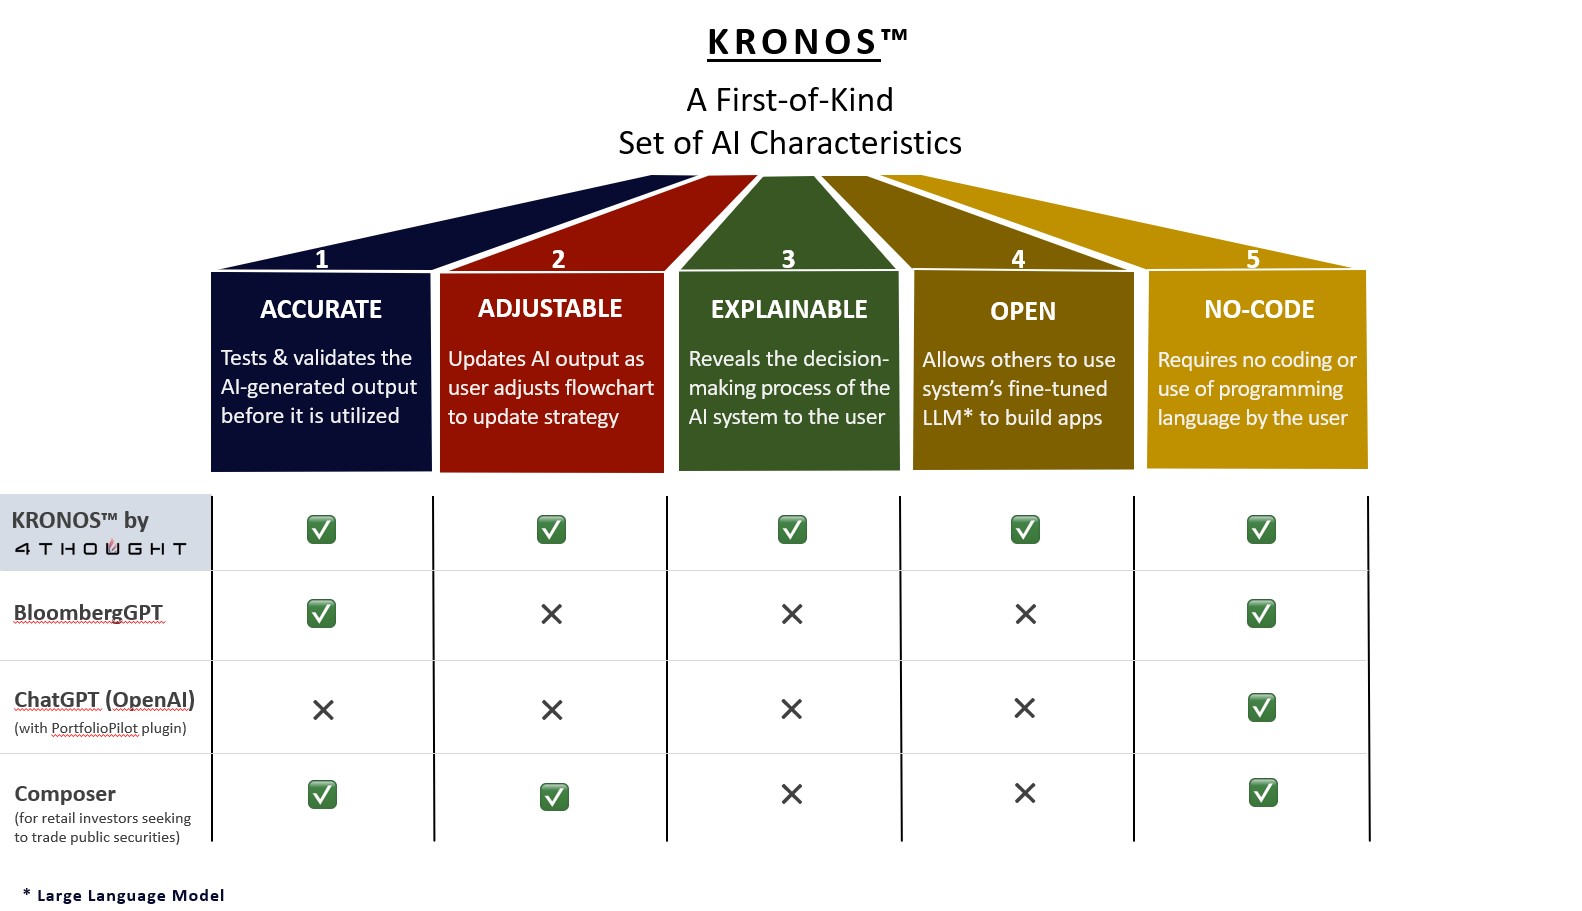 KRONOS™
A First-of-Kind
Set of AI Characteristics
1
2
3
4
5
ACCURATE
Tests & validates the
AI-generated output
before it is utilized
ADJUSTABLE
Updates AI output as
user adjusts flowchart
to update strategy
EXPLAINABLE
Reveals the decision-
making process of the
AI system to the user
OPEN
Allows others to use
system's fine-tuned
LLM* to build apps
NO-CODE
Requires no coding or
use of programming
language by the user
KRONOS™ by
4THOUGHT
BloombergGPT
ChatGPT (OpenAI)
(with PortfolioPilot plugin)
Composer
(for retail investors seeking
to trade public securities)
* Large Language Model